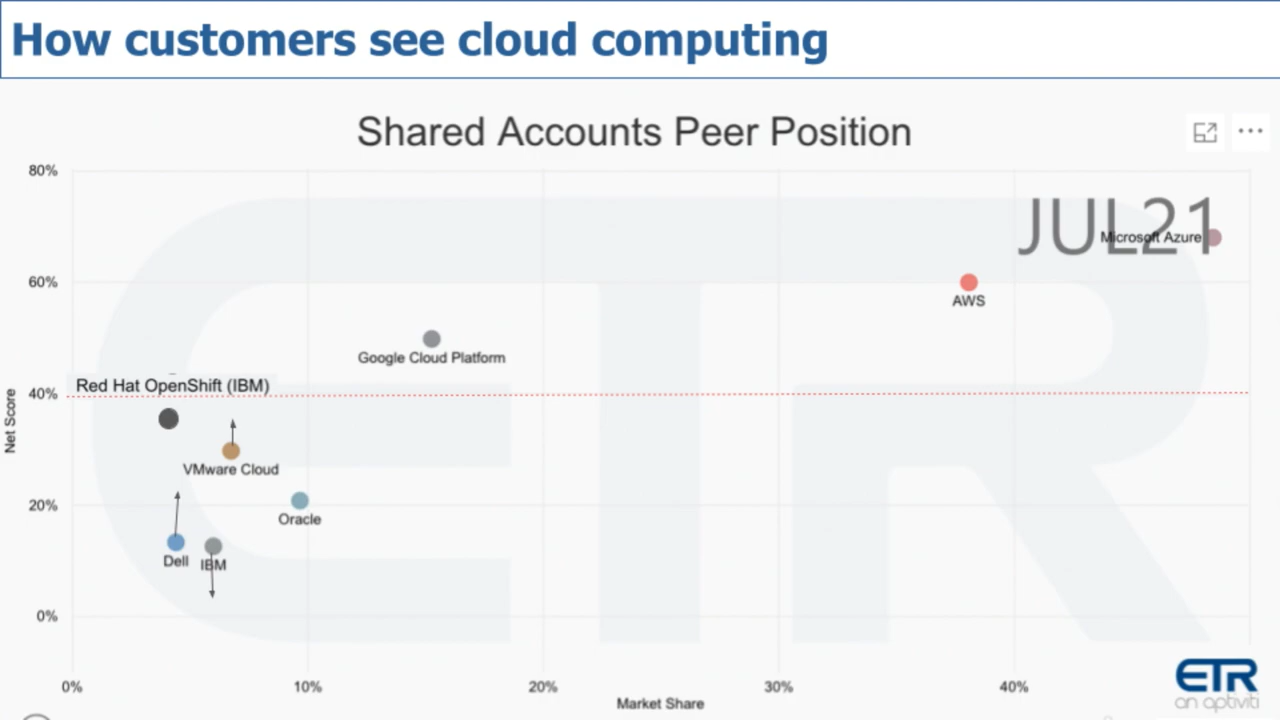 How customers see cloud computing
Shared Accounts Peer Position
80%
JUL21
Microsoft Azure
60%
AWS
Google Cloud Platform
Red Hat OpenShift (IBM)
40%
Net Score
VMware Cloud
20%
Oracle
Dell
IBM
0%
0%
10%
20%
30%
40%
Market Share
ETR
an aptiviti